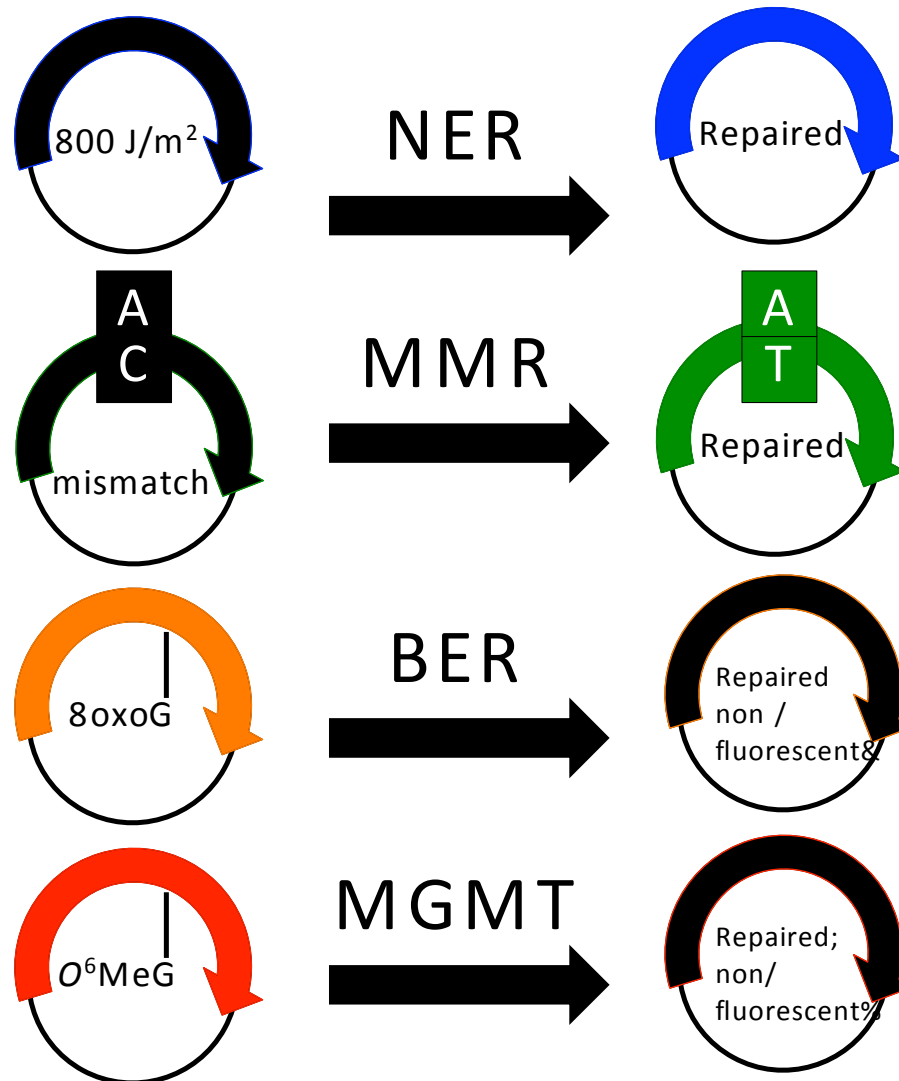 800 J/m²
NER
Repaired
A
C
mismatch
MMR
A
T
Repaired
8oxoG
BER
Repaired
non /
fluorescent&
O⁶MeG
MGMT
Repaired;
non/
fluorescent%